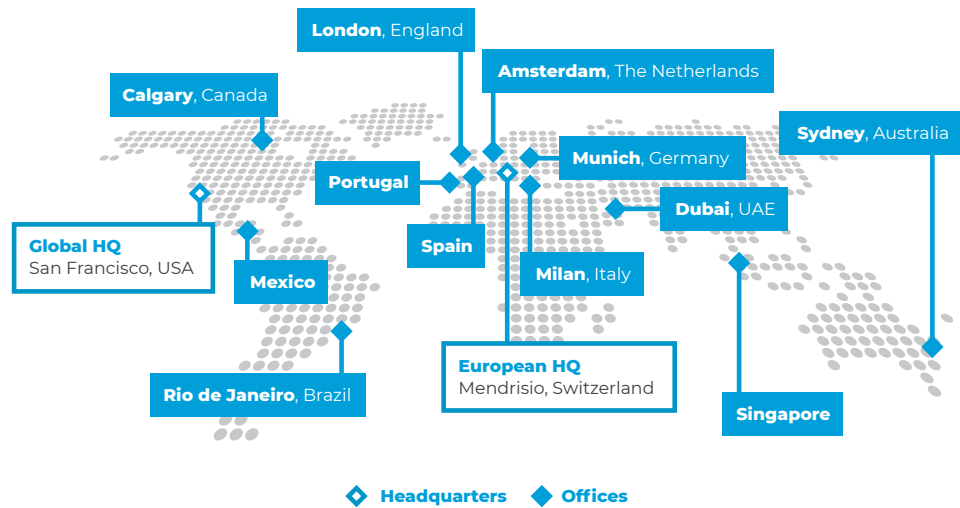 London, England
Amsterdam, The Netherlands
Calgary, Canada
Sydney, Australia
Munich, Germany
Portugal
Dubai, UAE
Spain
Global HQ
San Francisco, USA
Milan, Italy
Mexico
European HQ
Mendrisio, Switzerland
Rio de Janeiro, Brazil
Singapore
Headquarters
Offices